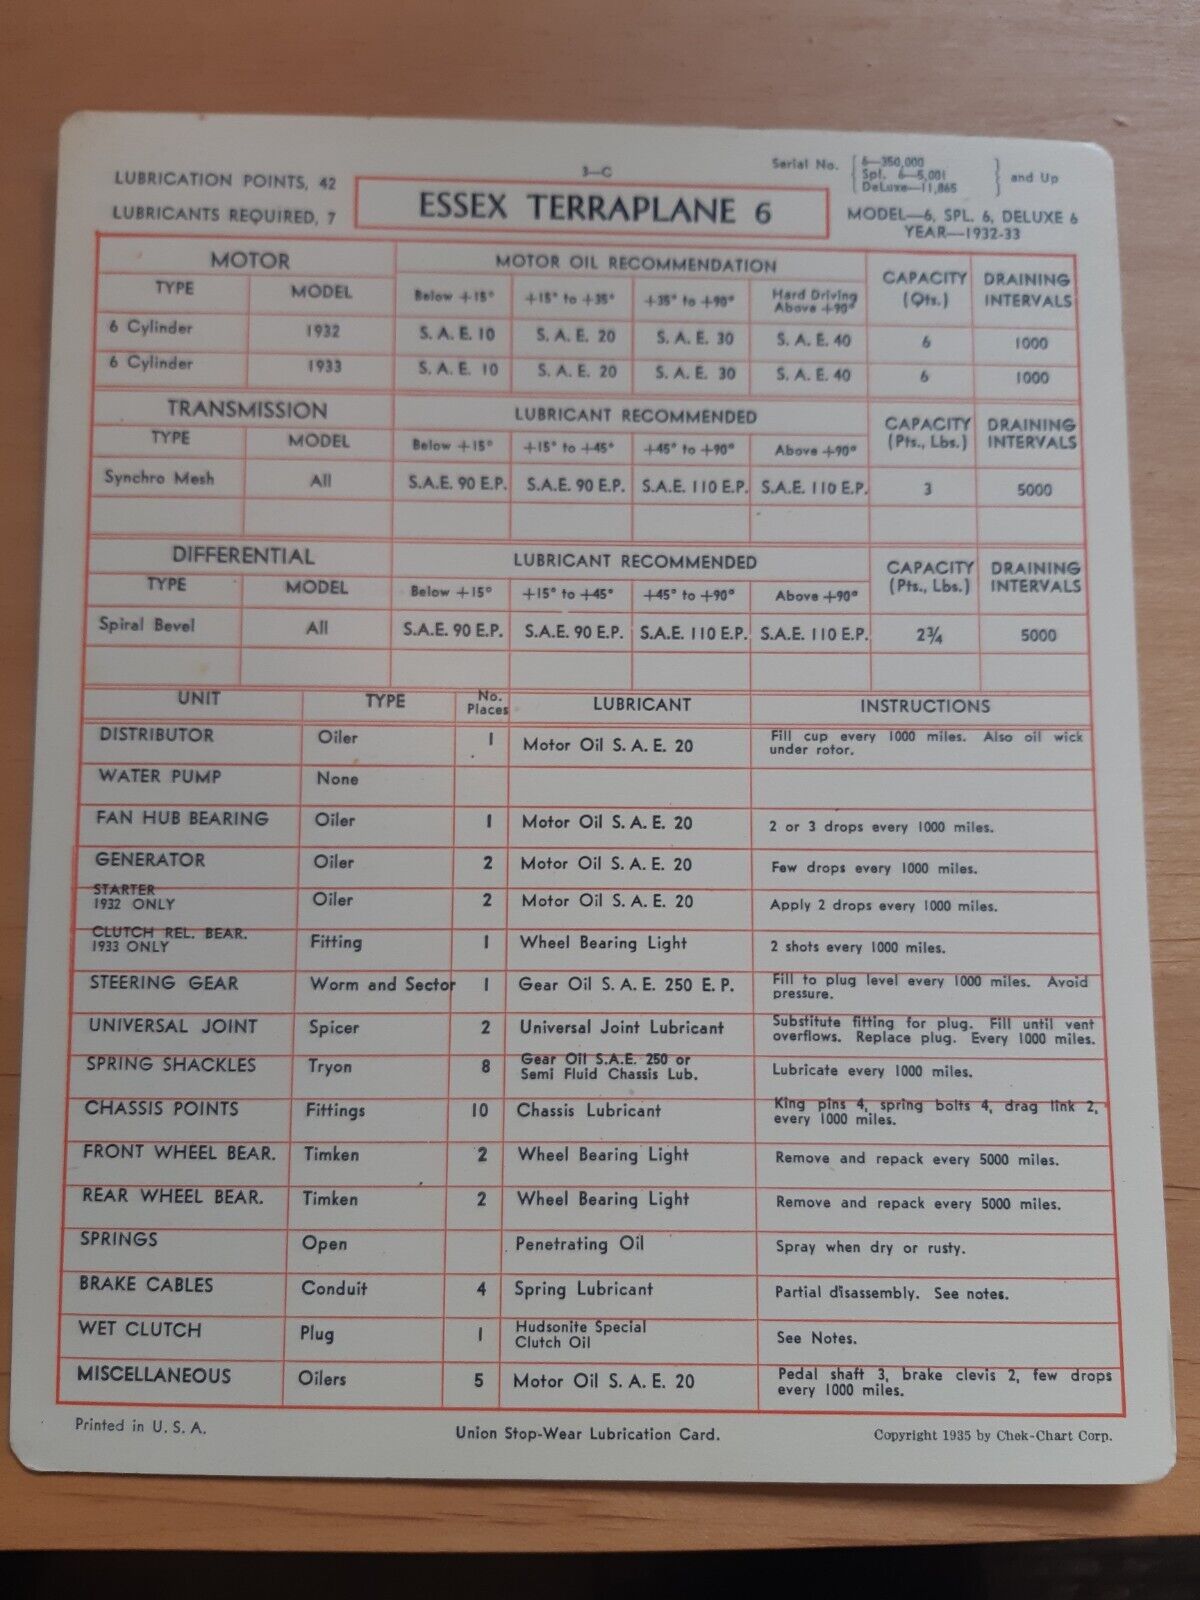 3—C
Serial No. 6—350,000
Spl. 6—5,001
DeLuxe—11,865
and Up
LUBRICATION POINTS, 42
LUBRICANTS REQUIRED, 7
ESSEX TERRAPLANE 6
MODEL—6, SPL. 6, DELUXE 6
YEAR—1932-33
MOTOR MOTOR OIL RECOMMENDATION CAPACITY (Qts.) DRAINING INTERVALS
TYPE MODEL Below +15° +15° to +35° +35° to +90° Hard Driving Above +90°
6 Cylinder 1932 S. A. E. 10 S. A. E. 20 S. A. E. 30 S. A. E. 40 6 1000
6 Cylinder 1933 S. A. E. 10 S. A. E. 20 S. A. E. 30 S. A. E. 40 6 1000
TRANSMISSION LUBRICANT RECOMMENDED CAPACITY (Pts., Lbs.) DRAINING INTERVALS
TYPE MODEL Below +15° +15° to +45° +45° to +90° Above +90°
Synchro Mesh All S.A.E. 90 E.P. S.A.E. 90 E.P. S.A.E. 110 E.P. S.A.E. 110 E.P. 3 5000
DIFFERENTIAL LUBRICANT RECOMMENDED CAPACITY (Pts., Lbs.) DRAINING INTERVALS
TYPE MODEL Below +15° +15° to +45° +45° to +90° Above +90°
Spiral Bevel All S.A.E. 90 E.P. S.A.E. 90 E.P. S.A.E. 110 E.P. S.A.E. 110 E.P. 2¾ 5000
UNIT TYPE No. Places LUBRICANT INSTRUCTIONS
DISTRIBUTOR Oiler 1 Motor Oil S. A. E. 20 Fill cup every 1000 miles. Also oil wick
under rotor.
WATER PUMP None
FAN HUB BEARING Oiler 1 Motor Oil S. A. E. 20 2 or 3 drops every 1000 miles.
GENERATOR Oiler 2 Motor Oil S. A. E. 20 Few drops every 1000 miles.
STARTER
1932 ONLY Oiler 2 Motor Oil S. A. E. 20 Apply 2 drops every 1000 miles.
CLUTCH REL. BEAR.
1933 ONLY Fitting 1 Wheel Bearing Light 2 shots every 1000 miles.
STEERING GEAR Worm and Sector 1 Gear Oil S. A. E. 250 E. P. Fill to plug level every 1000 miles. Avoid
pressure.
UNIVERSAL JOINT Spicer 2 Universal Joint Lubricant Substitute fitting for plug. Fill until vent
overflows. Replace plug. Every 1000 miles.
SPRING SHACKLES Tryon 8 Gear Oil S.A.E. 250 or
Semi Fluid Chassis Lub. Lubricate every 1000 miles.
CHASSIS POINTS Fittings 10 Chassis Lubricant King pins 4, spring bolts 4, drag link 2,
every 1000 miles.
FRONT WHEEL BEAR. Timken 2 Wheel Bearing Light Remove and repack every 5000 miles.
REAR WHEEL BEAR. Timken 2 Wheel Bearing Light Remove and repack every 5000 miles.
SPRINGS Open Penetrating Oil Spray when dry or rusty.
BRAKE CABLES Conduit 4 Spring Lubricant Partial disassembly. See notes.
WET CLUTCH Plug 1 Hudsonite Special
Clutch Oil See Notes.
MISCELLANEOUS Oilers 5 Motor Oil S. A. E. 20 Pedal shaft 3, brake clevis 2, few drops
every 1000 miles.
Printed in U. S. A. Union Stop-Wear Lubrication Card. Copyright 1935 by Chek-Chart Corp.